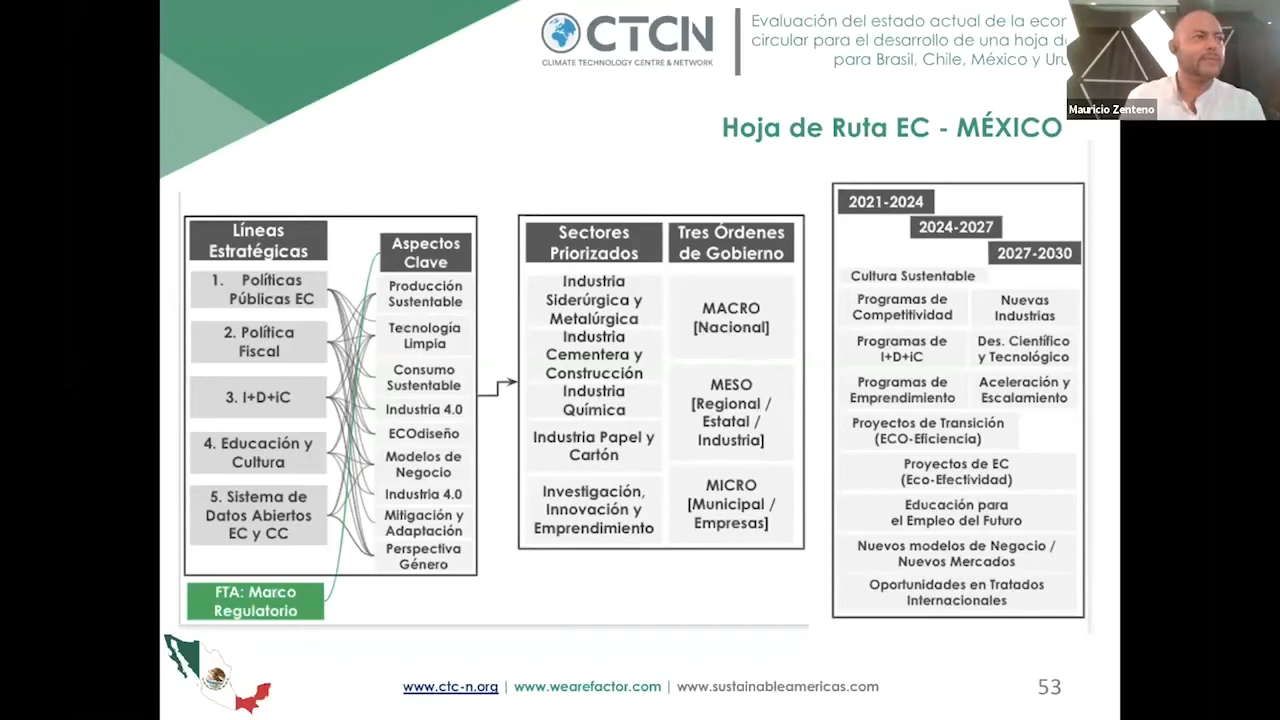 CTCN
CLIMATE TECHNOLOGY CENTRE & NETWORK
Evaluación del estado actual de la
circular para el desarrollo de una hoja
para Brasil, Chile, México y
Mauricio Zenteno
Hoja de Ruta EC - MÉXICO
Líneas
Estratégicas
1. Políticas
Públicas EC
2. Política
Fiscal
3. I+D+iC
4. Educación y
Cultura
5. Sistema de
Datos Abiertos
EC y CC
FTA: Marco
Regulatorio
Aspectos
Clave
Producción
Sustentable
Tecnología
Limpia
Consumo
Sustentable
Industria 4.0
ECOdiseño
Modelos de
Negocio
Industria 4.0
Mitigación y
Adaptación
Perspectiva
Género
Sectores
Priorizados
Industria
Siderúrgica y
Metalúrgica
Industria
Cementera y
Construcción
Industria
Química
Industria Papel y
Cartón
Investigación,
Innovación y
Emprendimiento
Tres Órdenes
de Gobierno
MACRO
[Nacional]
MESO
[Regional /
Estatal /
Industria]
MICRO
[Municipal /
Empresas]
2021-2024
2024-2027
2027-2030
Cultura Sustentable
Programas de
Competitividad
Nuevas
Industrias
Programas de
I+D+iC
Des. Científico
y Tecnológico
Programas de
Emprendimiento
Aceleración y
Escalamiento
Proyectos de Transición
(ECO-Eficiencia)
Proyectos de EC
(Eco-Efectividad)
Educación para
el Empleo del Futuro
Nuevos modelos de Negocio /
Nuevos Mercados
Oportunidades en Tratados
Internacionales
www.ctc-n.org | www.wearefactor.com | www.sustainableamericas.com
53